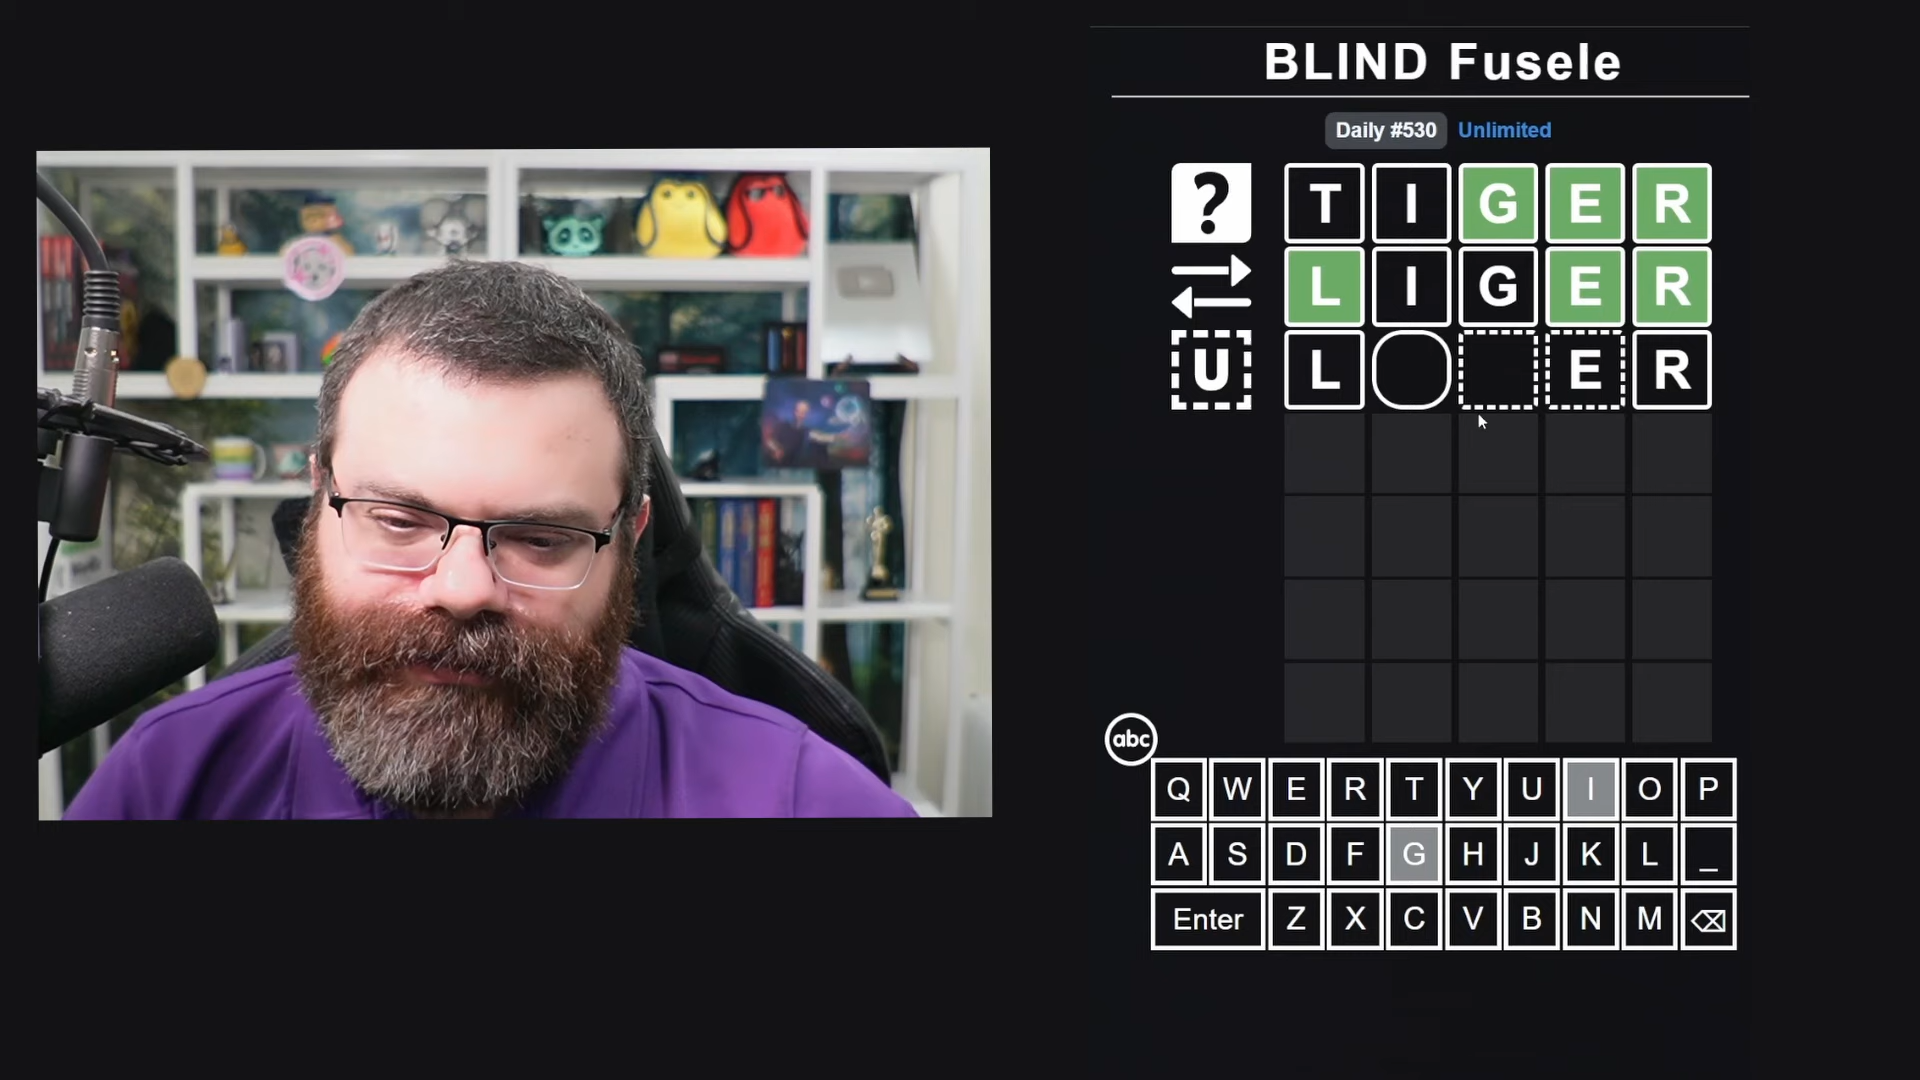 BLIND Fusele
Daily #530 Unlimited
? T I G E R
L I G E R
U L E R
abc
Q W E R T Y U I O P
A S D F G H J K L _
Enter Z X C V B N M